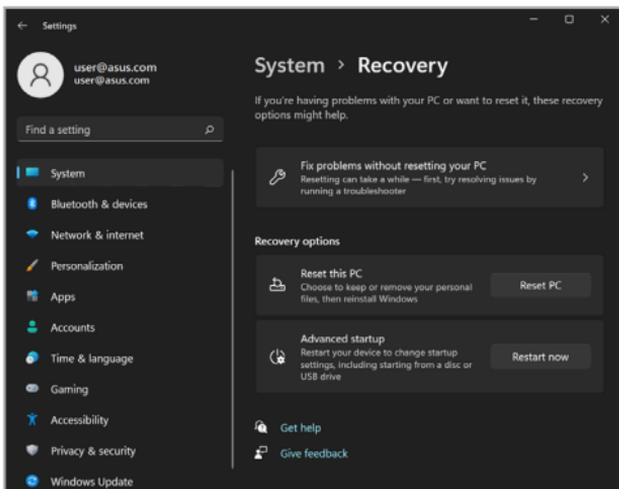 Settings
user@asus.com
user@asus.com
Find a setting
System
Bluetooth & devices
Network & internet
Personalization
Apps
Accounts
Time & language
Gaming
Accessibility
Privacy & security
Windows Update
System > Recovery
If you're having problems with your PC or want to reset it, these recovery
options might help.
Fix problems without resetting your PC
Resetting can take a while — first, try resolving issues by
running a troubleshooter
Recovery options
Reset this PC
Choose to keep or remove your personal
files, then reinstall Windows
Reset PC
Advanced startup
Restart your device to change startup
settings, including starting from a disc or
USB drive
Restart now
Get help
Give feedback